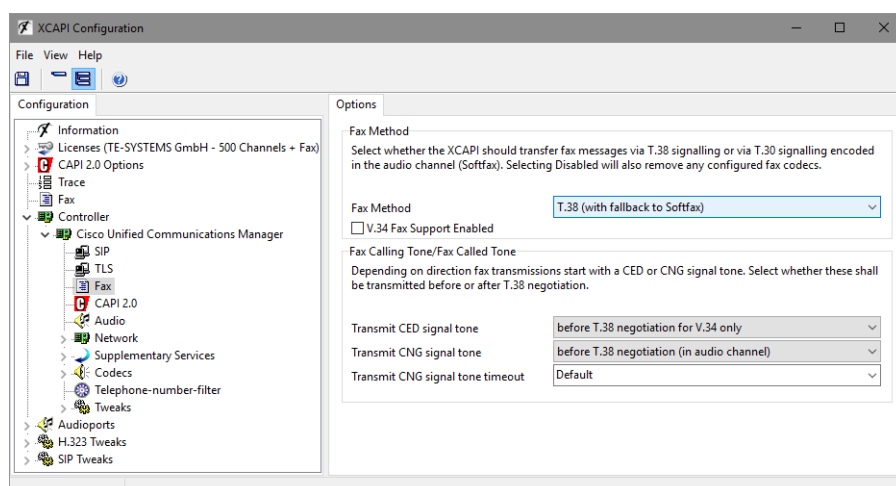 XCAPI Configuration
File View Help
Configuration
Information
Licenses (TE-SYSTEMS GmbH - 500 Channels + Fax)
CAPI 2.0 Options
Trace
Fax
Controller
Cisco Unified Communications Manager
SIP
TLS
Fax
CAPI 2.0
Audio
Network
Supplementary Services
Codecs
Telephone-number-filter
Tweaks
Audioports
H.323 Tweaks
SIP Tweaks
Options
Fax Method
Select whether the XCAPI should transfer fax messages via T.38 signalling or via T.30 signalling encoded
in the audio channel (Softfax). Selecting Disabled will also remove any configured fax codecs.
Fax Method T.38 (with fallback to Softfax)
V.34 Fax Support Enabled
Fax Calling Tone/Fax Called Tone
Depending on direction fax transmissions start with a CED or CNG signal tone. Select whether these shall
be transmitted before or after T.38 negotiation.
Transmit CED signal tone before T.38 negotiation for V.34 only
Transmit CNG signal tone before T.38 negotiation (in audio channel)
Transmit CNG signal tone timeout Default